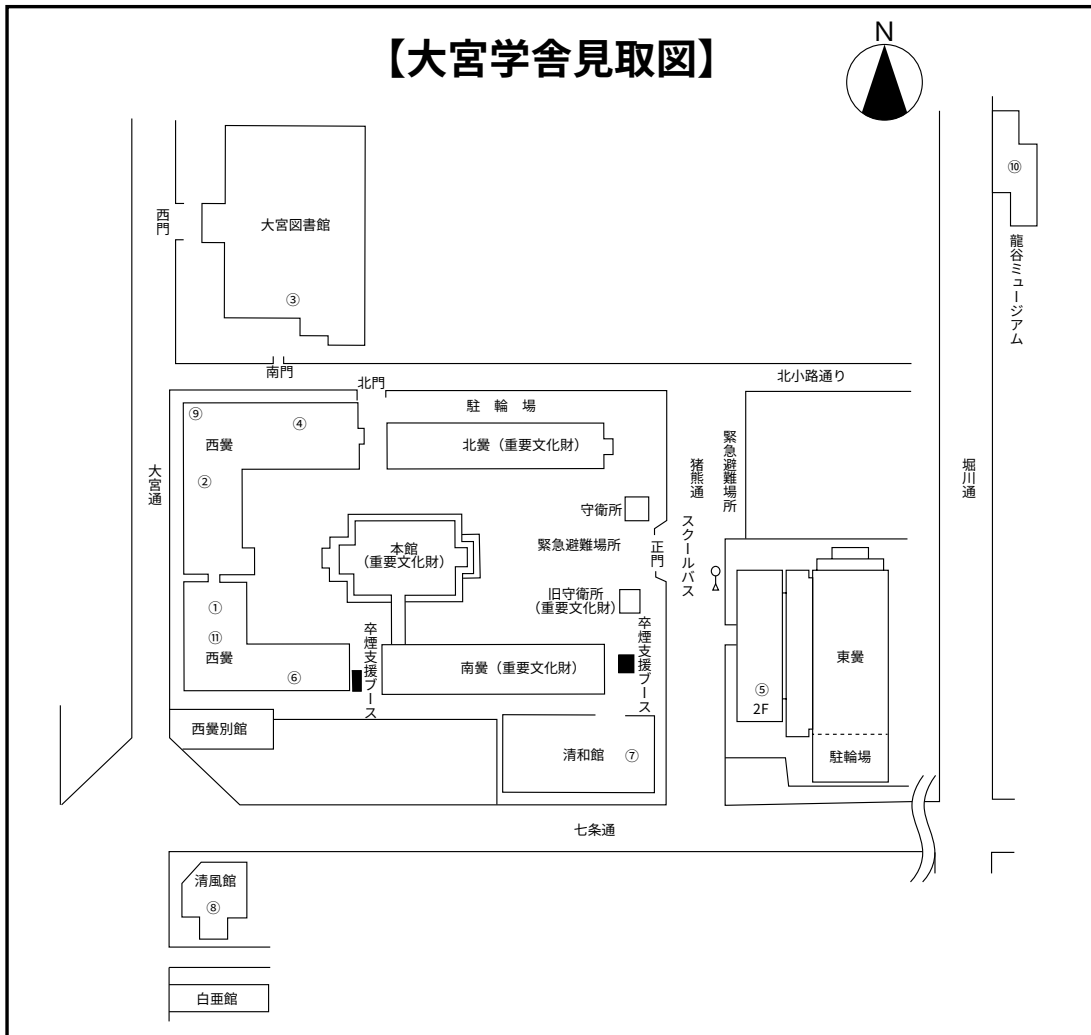 【大宮学舎見取図】
N
⑩
龍谷ミュージアム
西門
大宮図書館
③
南門
北門
北小路通り
駐 輪 場
⑨
④
西黌
②
北黌（重要文化財）
大宮通
猪熊通
緊急避難場所
堀川通
守衛所
スクールバス
緊急避難場所
正門
本館
（重要文化財）
旧守衛所
（重要文化財）
①
⑪
西黌
⑥
卒煙支援ブース
南黌（重要文化財）
卒煙支援ブース
東黌
⑤
2F
西黌別館
清和館
⑦
駐輪場
七条通
清風館
⑧
白亜館